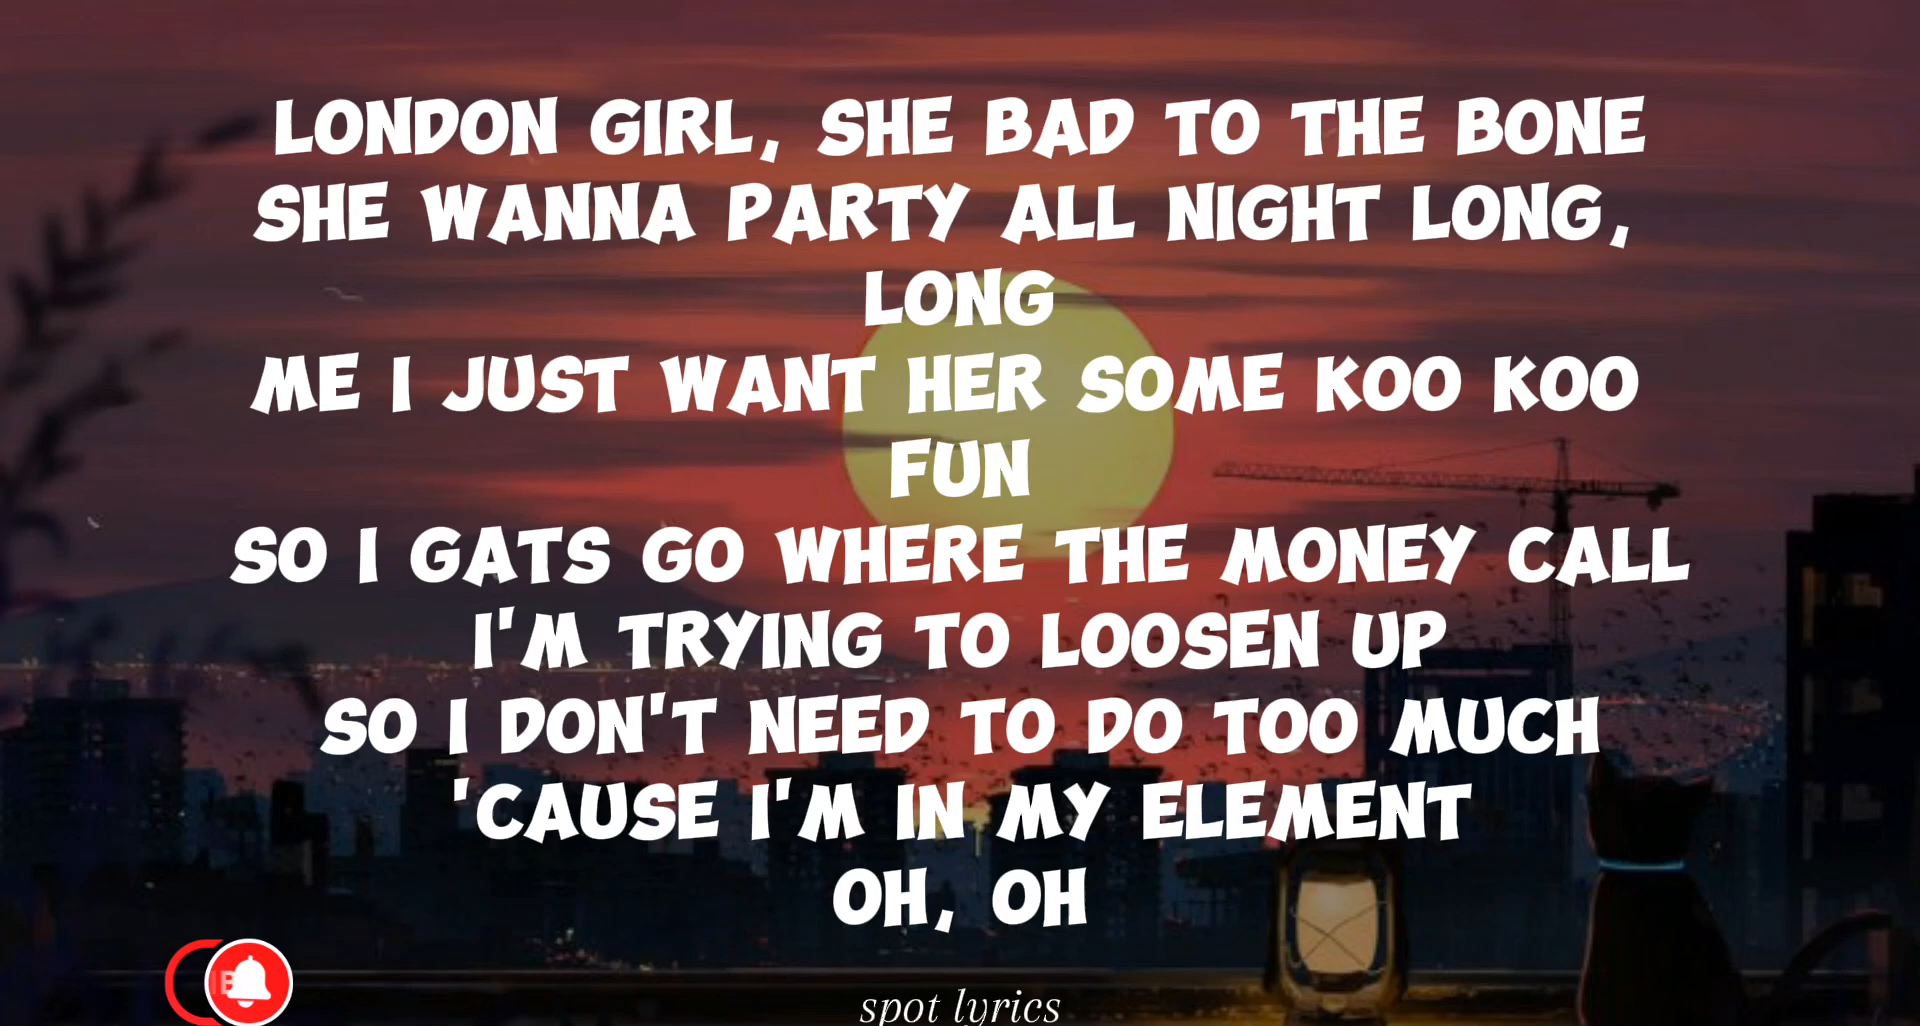 LONDON GIRL, SHE BAD TO THE BONE
SHE WANNA PARTY ALL NIGHT LONG,
LONG
ME I JUST WANT HER SOME KOO KOO
FUN
SO I GATS GO WHERE THE MONEY CALL
I'M TRYING TO LOOSEN UP
SO I DON'T NEED TO DO TOO MUCH
'CAUSE I'M IN MY ELEMENT
OH, OH
spot lyrics